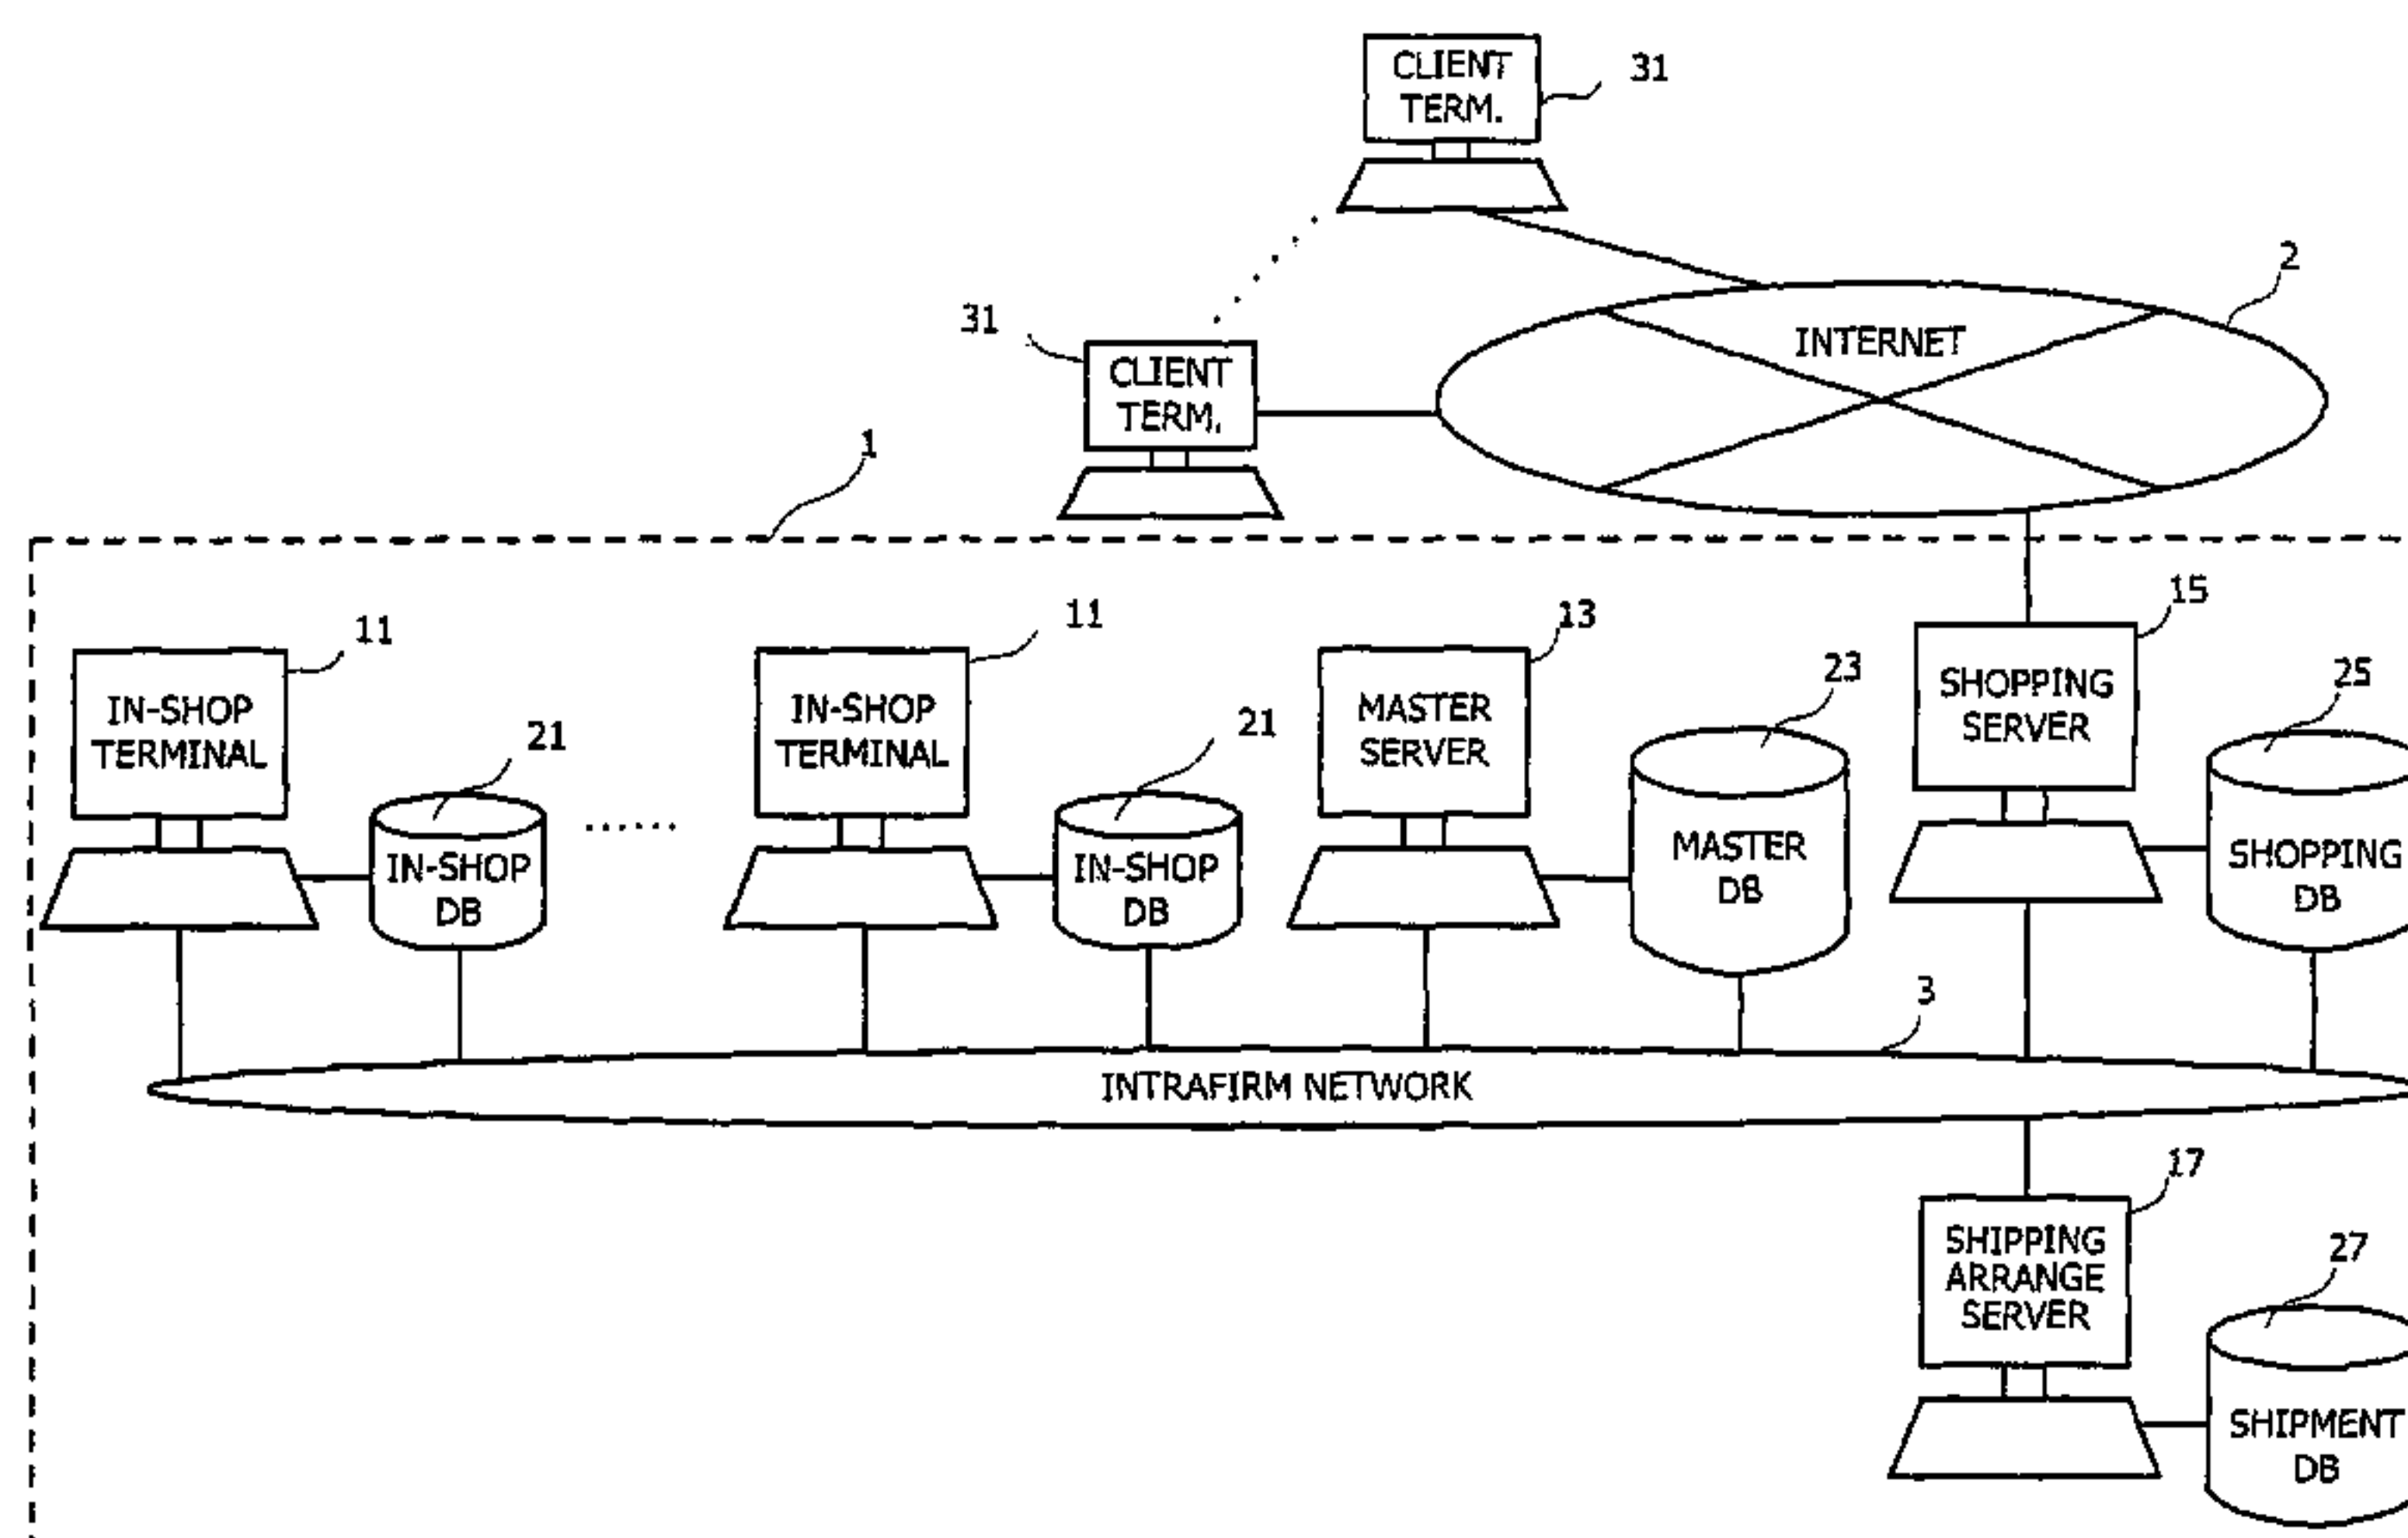 CLIENT
TERM.
31
2
INTERNET
31
CLIENT
TERM.
1
11
IN-SHOP
TERMINAL
21
IN-SHOP
DB
11
IN-SHOP
TERMINAL
21
IN-SHOP
DB
13
MASTER
SERVER
23
MASTER
DB
15
SHOPPING
SERVER
25
SHOPPING
DB
3
INTRAFIRM NETWORK
17
SHIPPING
ARRANGE
SERVER
27
SHIPMENT
DB